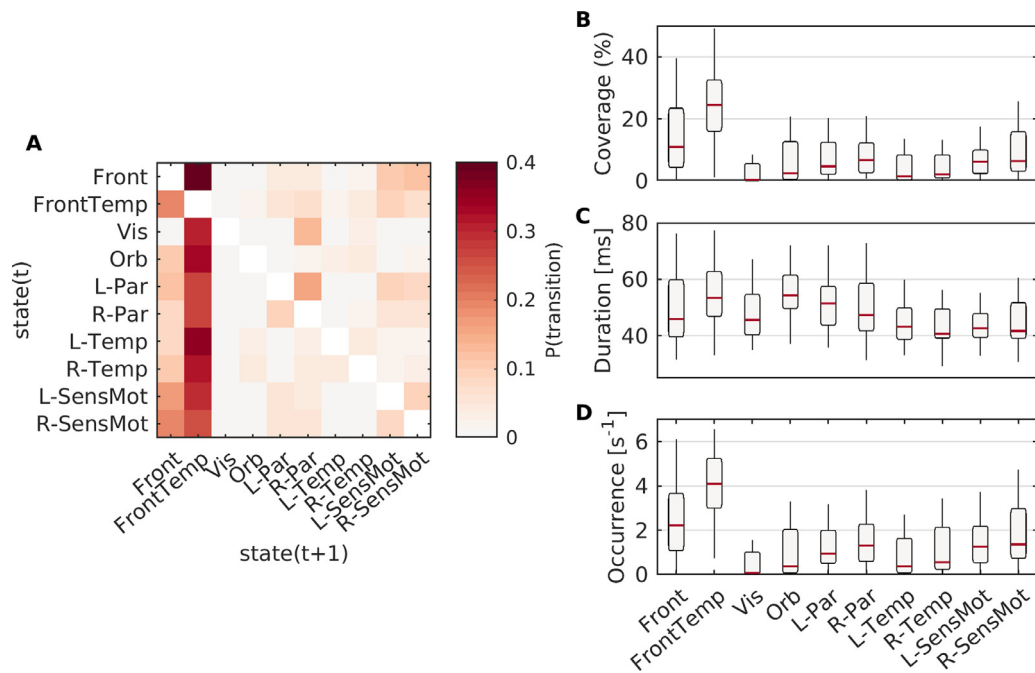 A
Front
FrontTemp
Vis
Orb
L-Par
R-Par
L-Temp
R-Temp
L-SensMot
R-SensMot
state(t)
Front
FrontTemp
Vis
Orb
L-Par
R-Par
L-Temp
R-Temp
L-SensMot
R-SensMot
state(t+1)
0.4
0.3
0.2
0.1
0
P(transition)
B
Coverage (%)
40
20
0
C
Duration [ms]
80
60
40
D
Occurrence [s⁻¹]
6
4
2
0
Front
FrontTemp
Vis
Orb
L-Par
R-Par
L-Temp
R-Temp
L-SensMot
R-SensMot